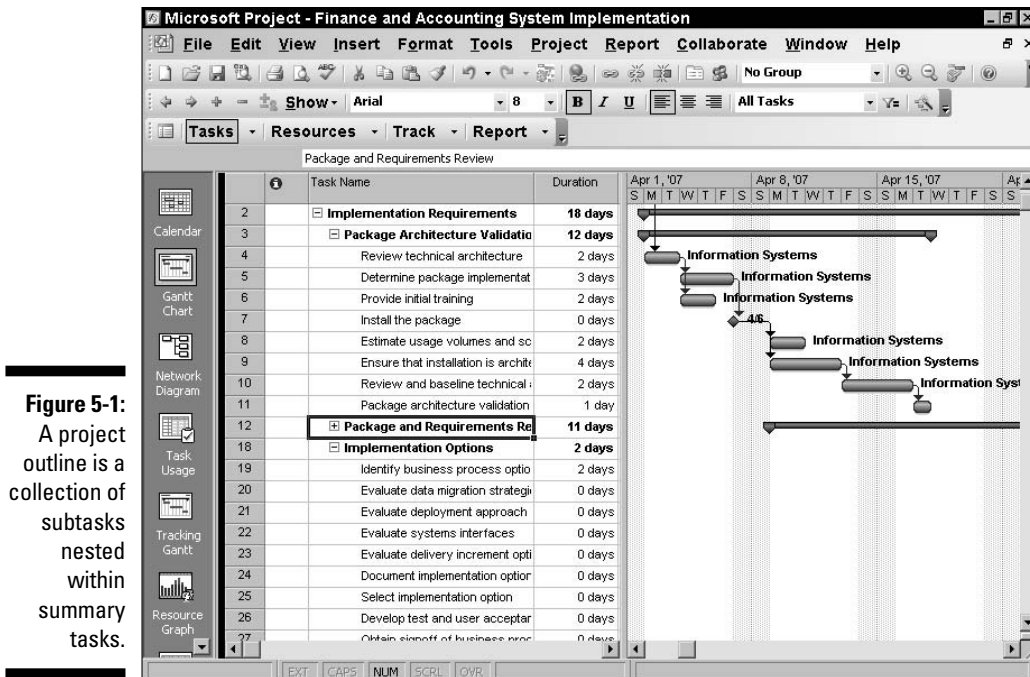 Microsoft Project - Finance and Accounting System Implementation
File Edit View Insert Format Tools Project Report Collaborate Window Help
No Group
Show Arial 8 B I U All Tasks
Tasks Resources Track Report
Package and Requirements Review
Task Name Duration Apr 1, '07 Apr 8, '07 Apr 15, '07
S M T W T F S S M T W T F S S M T W T F S S
2 Implementation Requirements 18 days
3 Package Architecture Validatio 12 days
4 Review technical architecture 2 days Information Systems
5 Determine package implementat 3 days Information Systems
6 Provide initial training 2 days Information Systems
7 Install the package 0 days 4/6
8 Estimate usage volumes and sc 2 days Information Systems
9 Ensure that installation is archite 4 days Information Systems
10 Review and baseline technical 2 days Information Syst
11 Package architecture validation 1 day
12 Package and Requirements Re 11 days
18 Implementation Options 2 days
19 Identify business process optio 2 days
20 Evaluate data migration strategi 0 days
21 Evaluate deployment approach 0 days
22 Evaluate systems interfaces 0 days
23 Evaluate delivery increment opti 0 days
24 Document implementation option 0 days
25 Select implementation option 0 days
26 Develop test and user acceptar 0 days
27 Obtain signoff of business proc 0 days
Calendar
Gantt
Chart
Network
Diagram
Task
Usage
Tracking
Gantt
Resource
Graph
EXT CAPS NUM SCRL OVR
Figure 5-1:
A project
outline is a
collection of
subtasks
nested
within
summary
tasks.